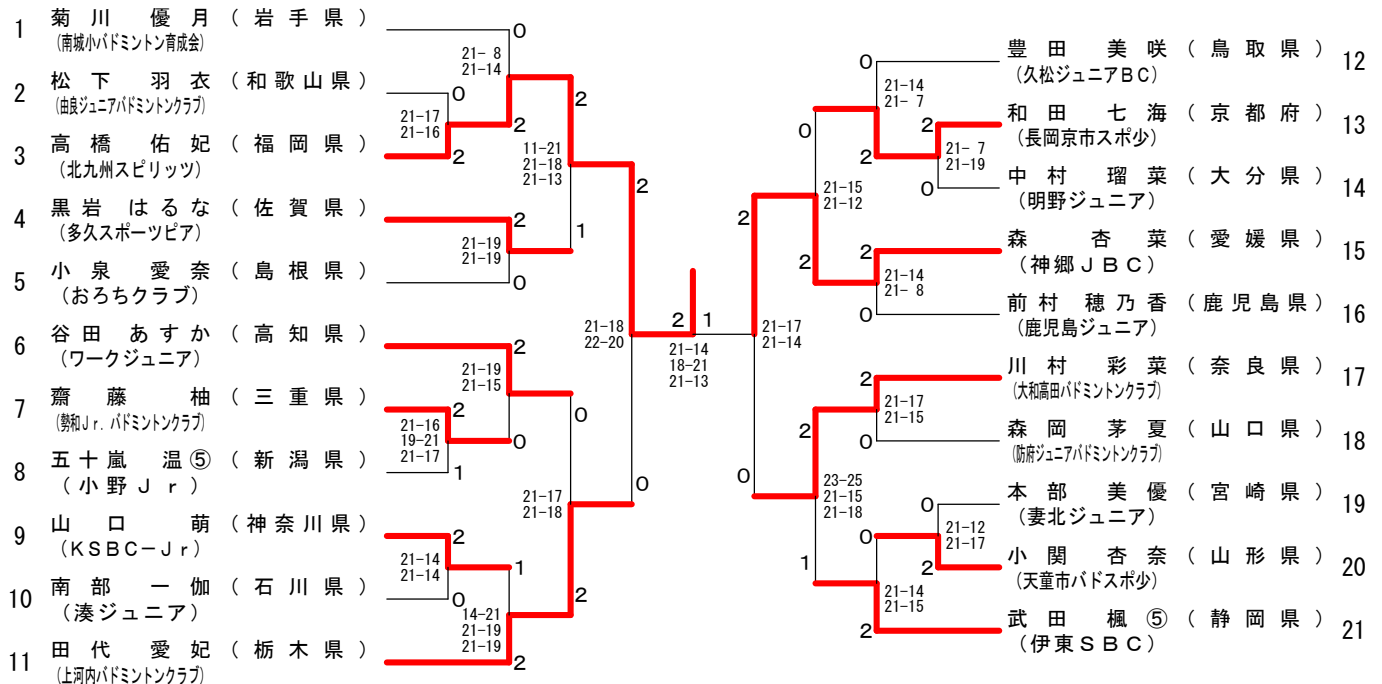 1 菊川 優月 （岩手県）
(南城小バドミントン育成会)
2 松下 羽衣 （和歌山県）
(由良ジュニアバドミントンクラブ)
3 高橋 佑妃 （福岡県）
（北九州スピリッツ）
4 黒岩 はるな （佐賀県）
（多久スポーツピア）
5 小泉 愛奈 （島根県）
（おろちクラブ）
6 谷田 あすか （高知県）
（ワークジュニア）
7 齋藤 柚 （三重県）
(勢和Ｊｒ．バドミントンクラブ)
8 五十嵐 温⑤ （新潟県）
（小野Ｊｒ）
9 山口 萌 （神奈川県）
（ＫＳＢＣ－Ｊｒ）
10 南部 一伽 （石川県）
（湊ジュニア）
11 田代 愛妃 （栃木県）
(上河内バドミントンクラブ)
0
21- 8
21-14
0
21-17
21-16
2
2
2
11-21
21-18
21-13
2
21-19
21-19
0
1
2
2
21-19
21-15
2
21-16
19-21
21-17
1
0
0
21-18
22-20
21-17
21-18
0
2
21-14
21-14
0
1
14-21
21-19
21-19
2
2
2 1
21-14
18-21
21-13
0
21-14
21- 7
2
21- 7
21-19
0
2
0
21-15
21-12
2
2
21-14
21- 8
0
2
21-17
21-14
0
2
21-17
21-15
0
2
23-25
21-15
21-18
1
0
21-12
21-17
2
0
21-14
21-15
2
豊田 美咲 （鳥取県） 12
（久松ジュニアＢＣ）
和田 七海 （京都府） 13
（長岡京市スポ少）
中村 瑠菜 （大分県） 14
（明野ジュニア）
森 杏菜 （愛媛県） 15
（神郷ＪＢＣ）
前村 穂乃香 （鹿児島県） 16
（鹿児島ジュニア）
川村 彩菜 （奈良県） 17
(大和高田バドミントンクラブ)
森岡 茅夏 （山口県） 18
(防府ジュニアバドミントンクラブ)
本部 美優 （宮崎県） 19
（妻北ジュニア）
小関 杏奈 （山形県） 20
（天童市バドスポ少）
武田 楓⑤ （静岡県） 21
（伊東ＳＢＣ）